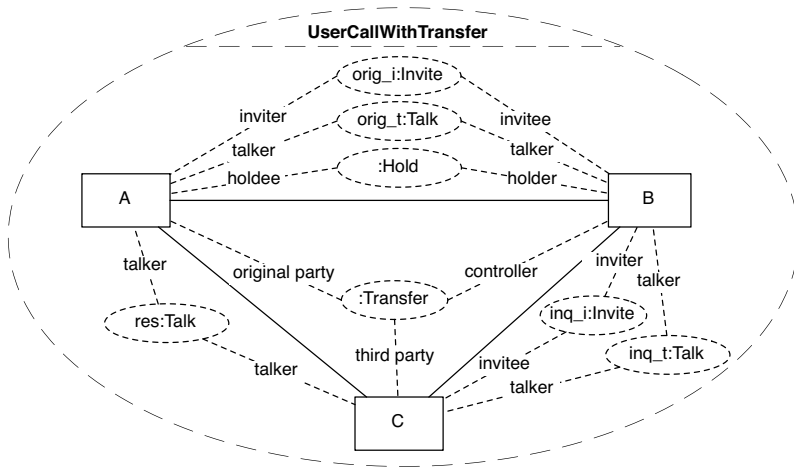 UserCallWithTransfer
orig_i:Invite
inviter
invitee
orig_t:Talk
talker
talker
:Hold
holdee
holder
A
B
talker
original party
controller
inviter
talker
:Transfer
res:Talk
inq_i:Invite
third party
invitee
inq_t:Talk
talker
talker
C